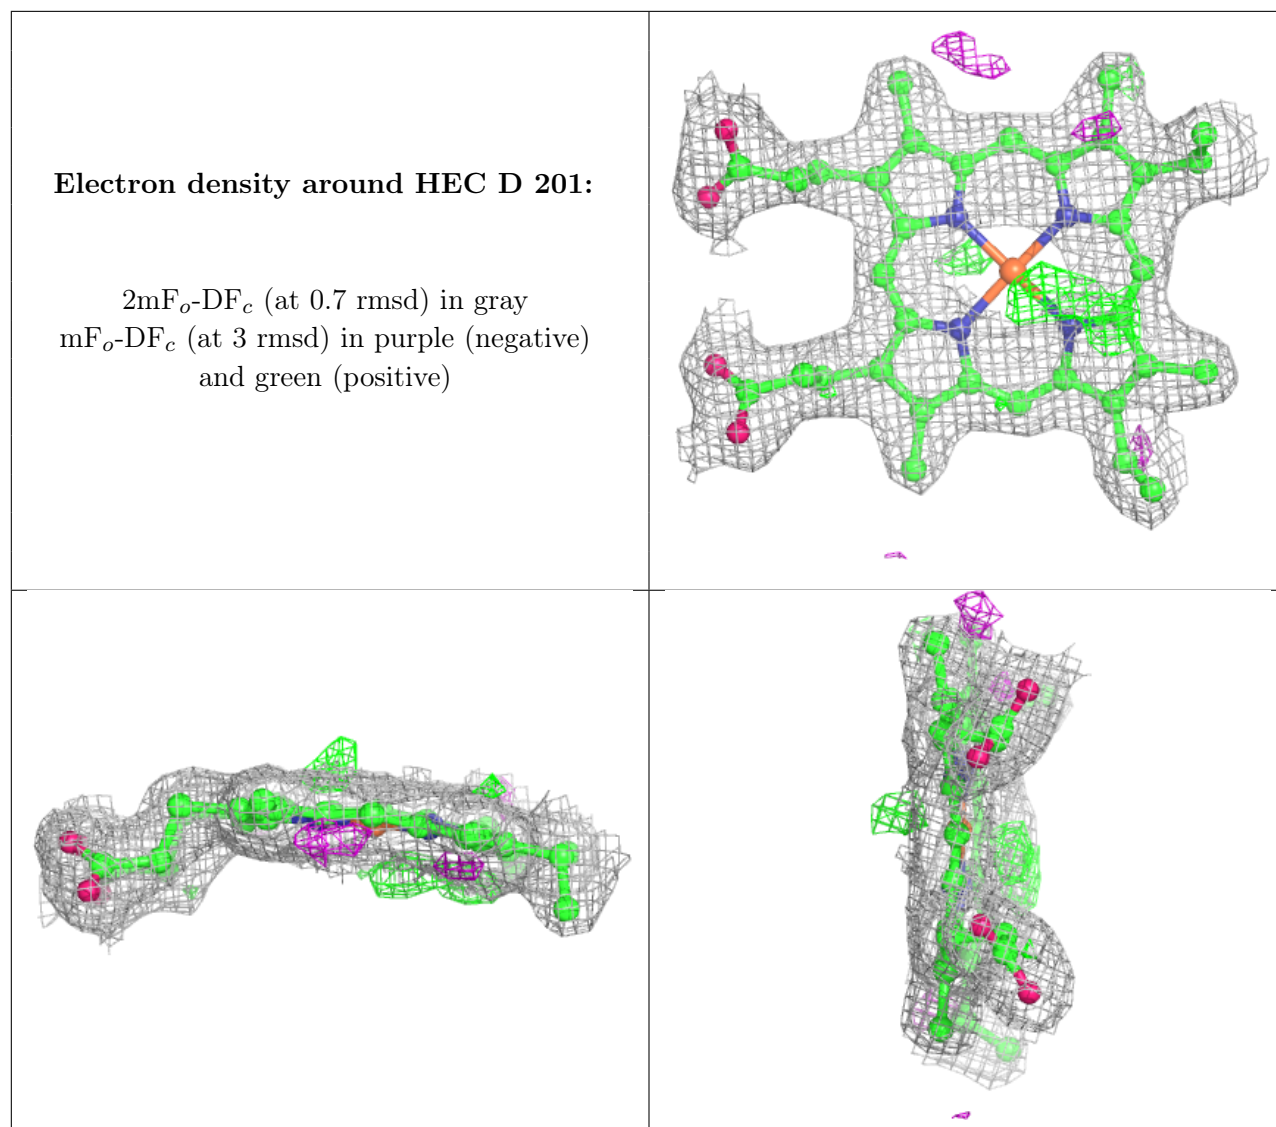 Electron density around HEC D 201:
2mFo-DFc (at 0.7 rmsd) in gray
mFo-DFc (at 3 rmsd) in purple (negative)
and green (positive)